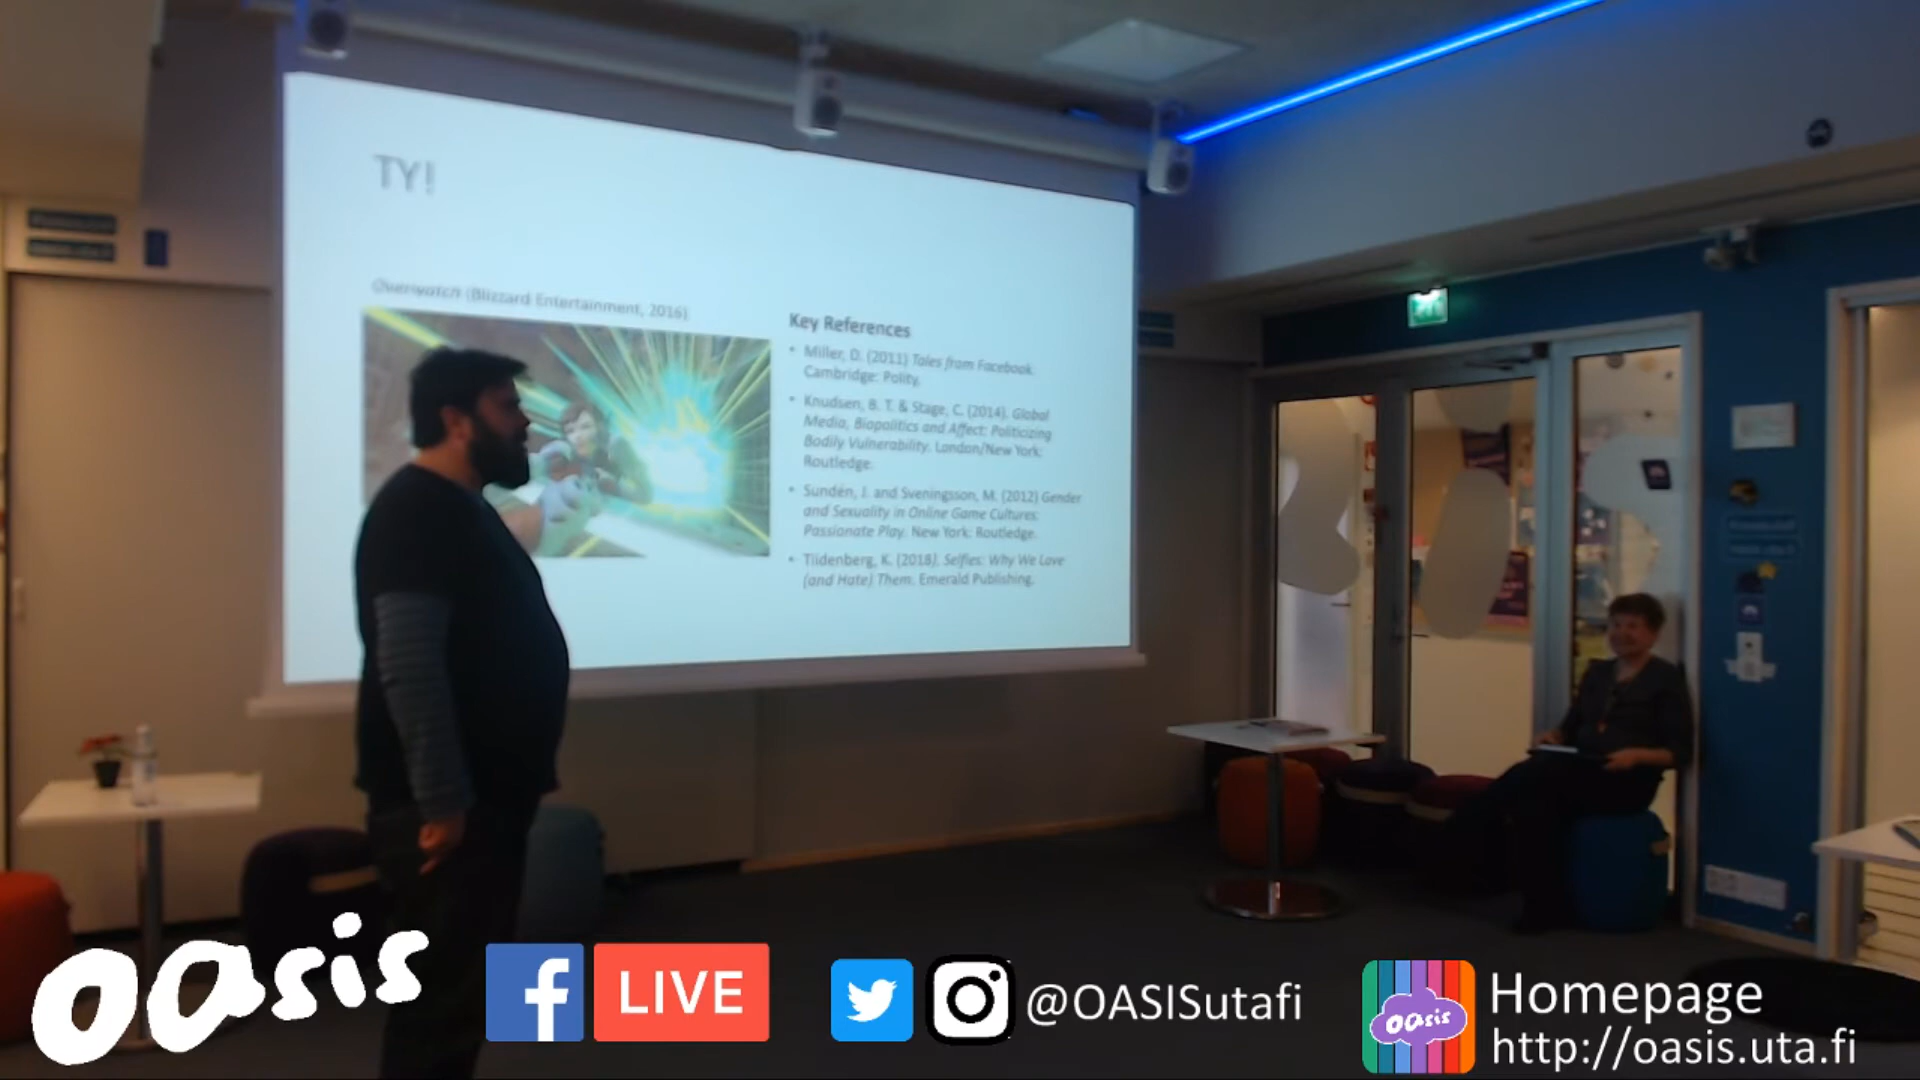 TY!
Overwatch (Blizzard Entertainment, 2016)
Key References
• Miller, D. (2011) Tales from Facebook.
Cambridge: Polity.
• Knudsen, B. T. & Stage, C. (2014). Global
Media, Biopolitics and Affect: Politicizing
Bodily Vulnerability. London/New York:
Routledge.
• Sundén, J. and Sveningsson, M. (2012) Gender
and Sexuality in Online Game Cultures:
Passionate Play. New York: Routledge.
• Tiidenberg, K. (2018). Selfies: Why We Love
(and Hate) Them. Emerald Publishing.
oasis
f LIVE
@OASISutafi
oasis
Homepage
http://oasis.uta.fi